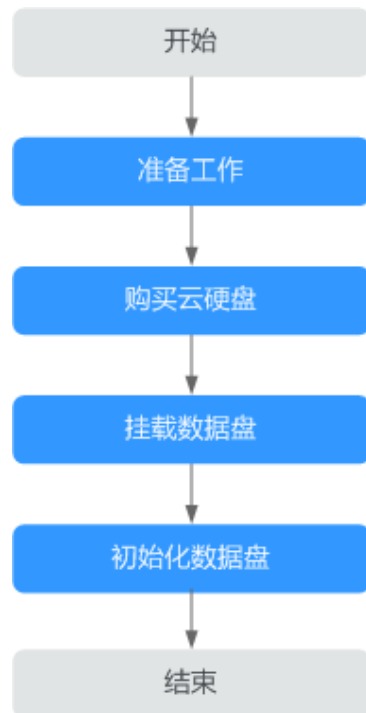 开始
准备工作
购买云硬盘
挂载数据盘
初始化数据盘
结束